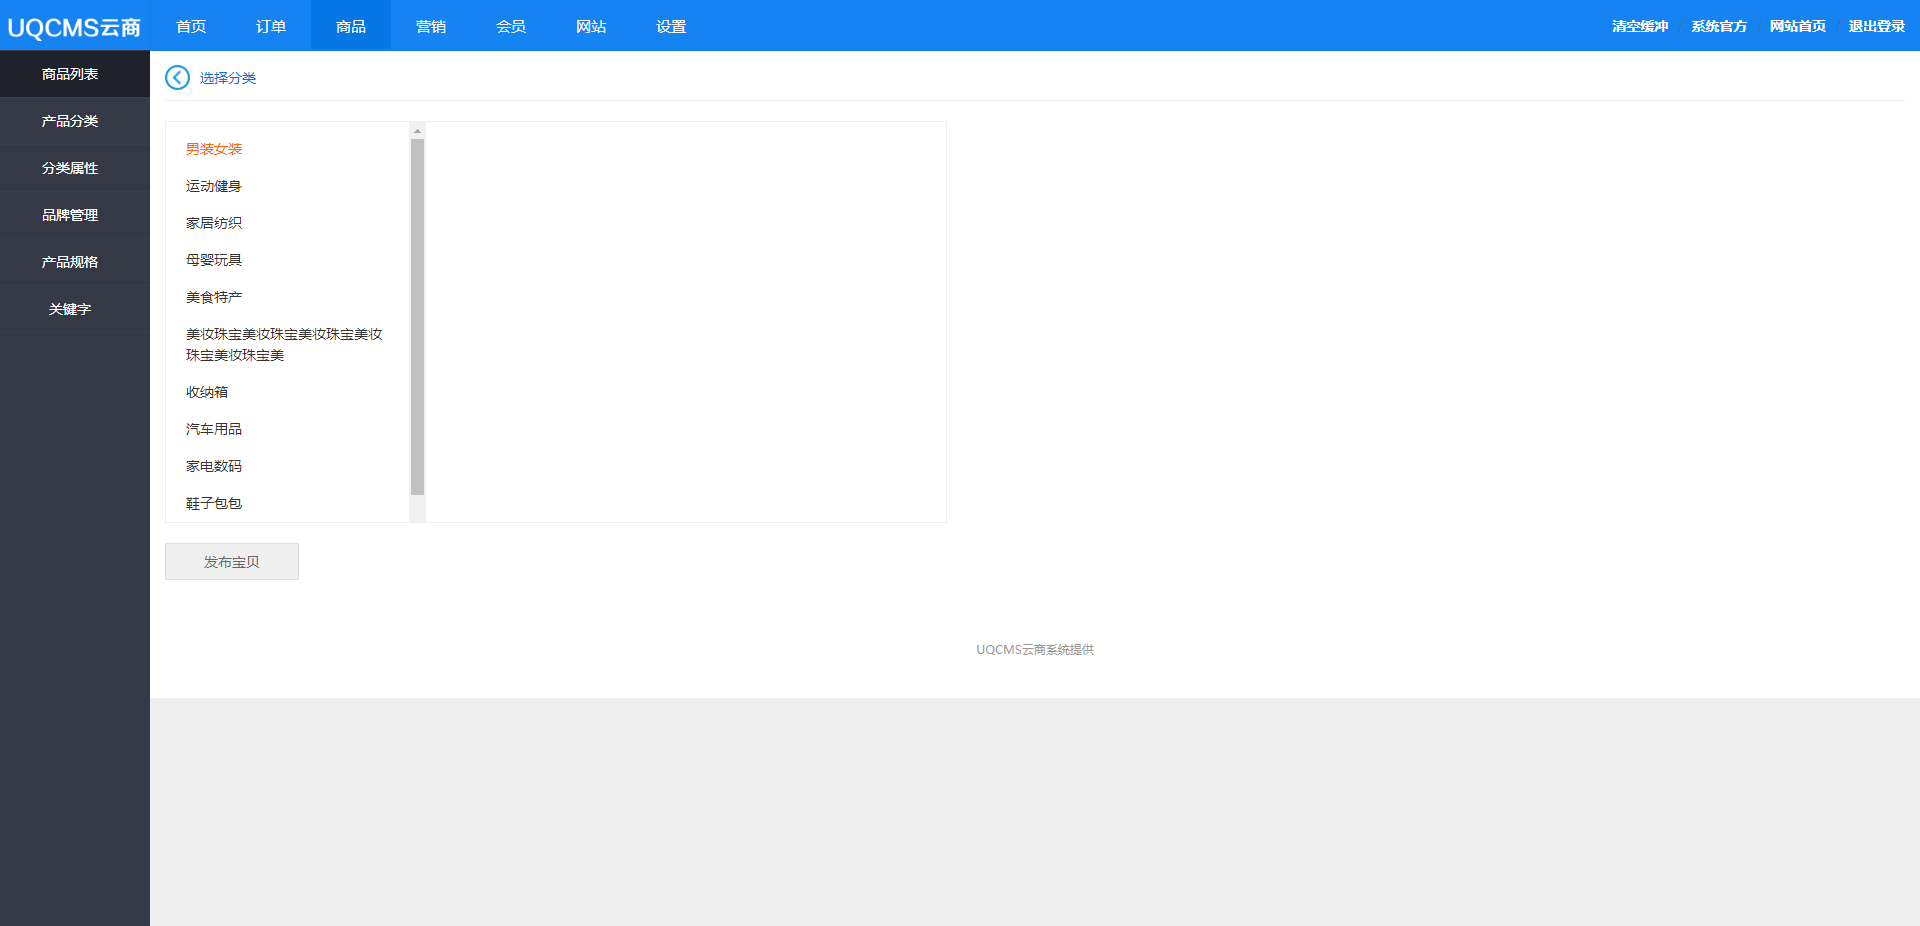 UQCMS云商
首页
订单
商品
营销
会员
网站
设置
清空缓冲 / 系统官方 / 网站首页 / 退出登录
商品列表
产品分类
分类属性
品牌管理
产品规格
关键字
选择分类
男装女装
运动健身
家居纺织
母婴玩具
美食特产
美妆珠宝美妆珠宝美妆珠宝美妆
珠宝美妆珠宝美
收纳箱
汽车用品
家电数码
鞋子包包
发布宝贝
UQCMS云商系统提供